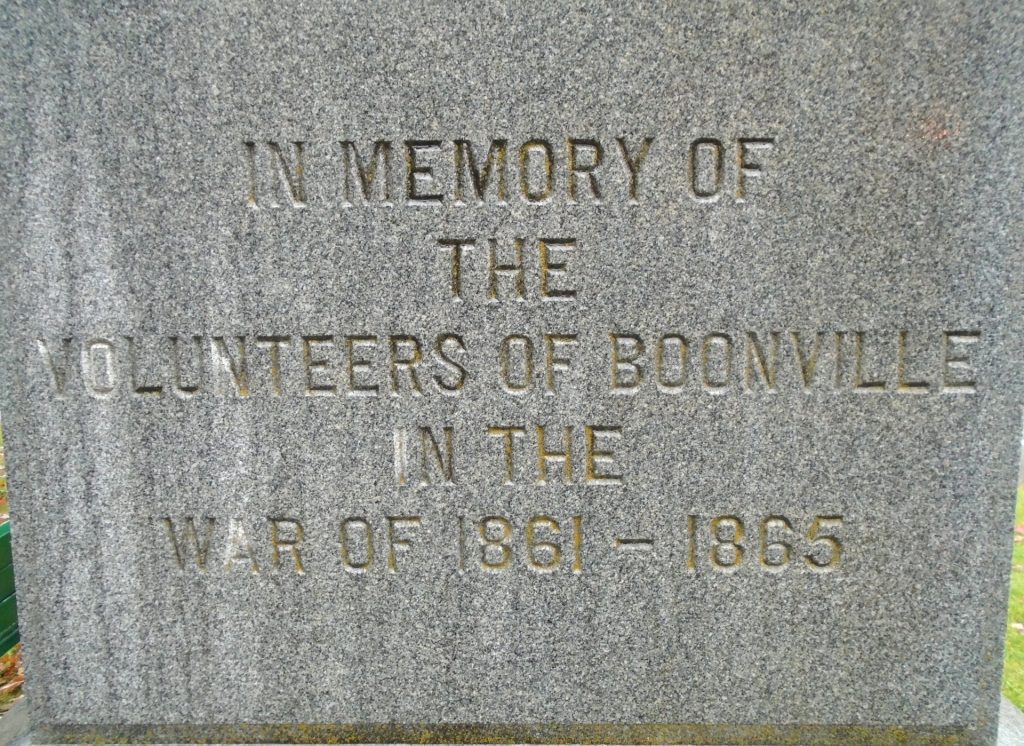 IN MEMORY OF
THE
VOLUNTEERS OF BOONVILLE
IN THE
WAR OF 1861 – 1865